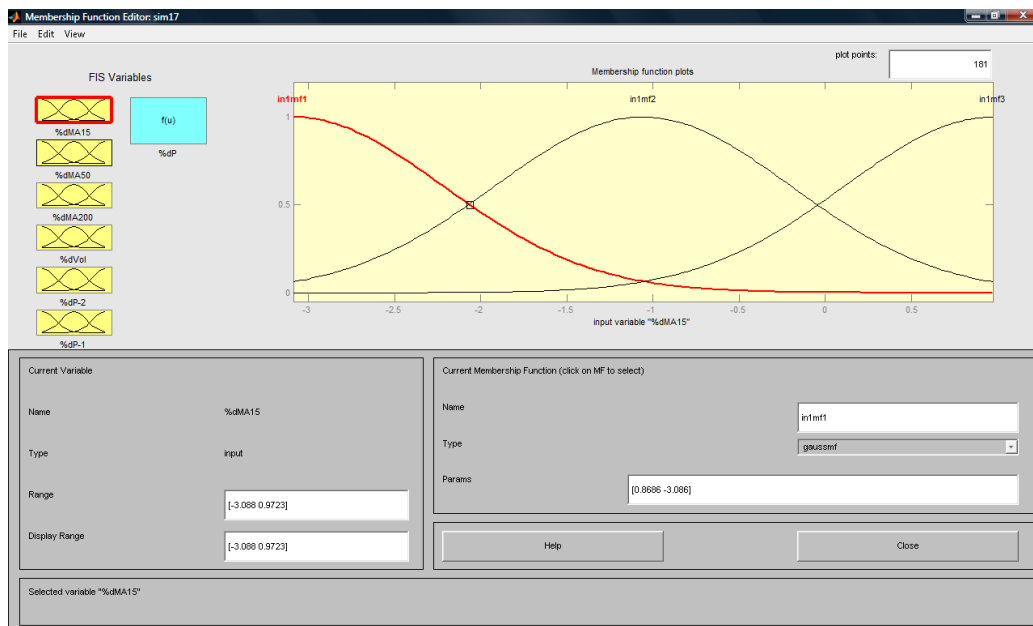 Membership Function Editor: sim17
File Edit View
plot points:
181
FIS Variables
Membership function plots
%dMA15
f(u)
%dP
%dMA50
%dMA200
%dVol
%dP-2
%dP-1
in1mf1
in1mf2
in1mf3
1
0.5
0
-3
-2.5
-2
-1.5
-1
-0.5
0
0.5
input variable "%dMA15"
Current Variable
Name
%dMA15
Type
input
Range
[-3.088 0.9723]
Display Range
[-3.088 0.9723]
Current Membership Function (click on MF to select)
Name
in1mf1
Type
gaussmf
Params
[0.8686 -3.086]
Help
Close
Selected variable "%dMA15"